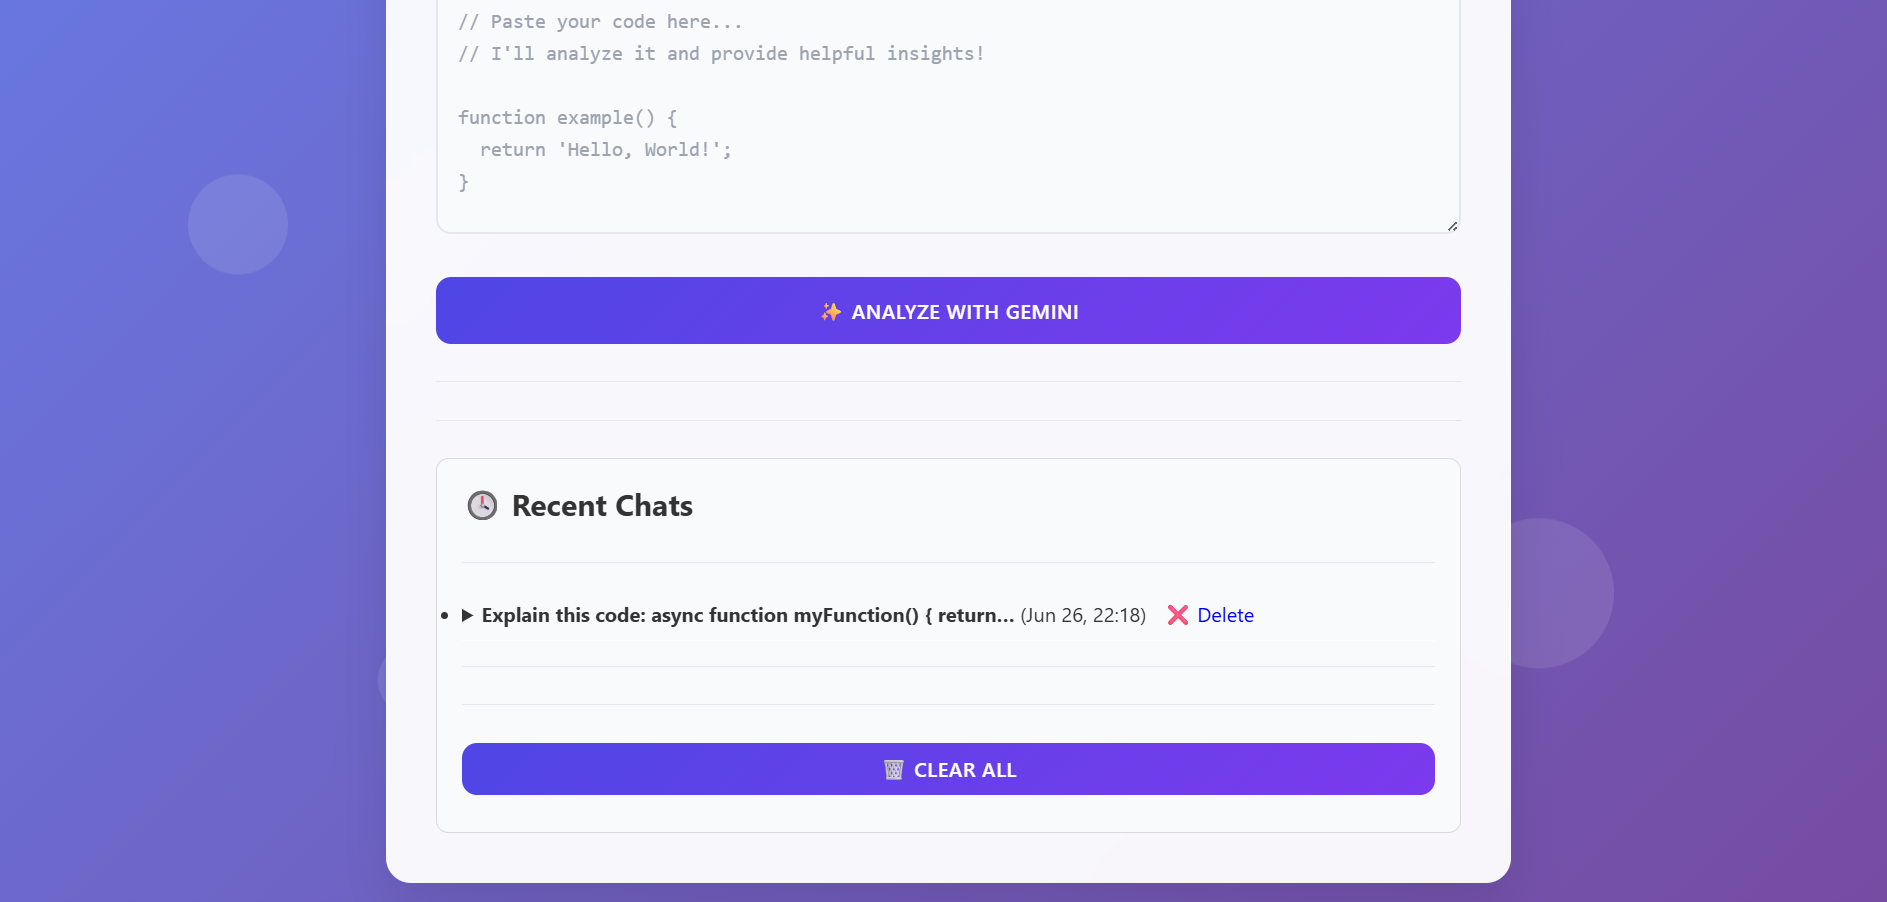 // Paste your code here...
// I'll analyze it and provide helpful insights!
function example() {
  return 'Hello, World!';
}
✨ ANALYZE WITH GEMINI
🕒 Recent Chats
• ▶ Explain this code: async function myFunction() { return... (Jun 26, 22:18) ❌ Delete
🗑️ CLEAR ALL